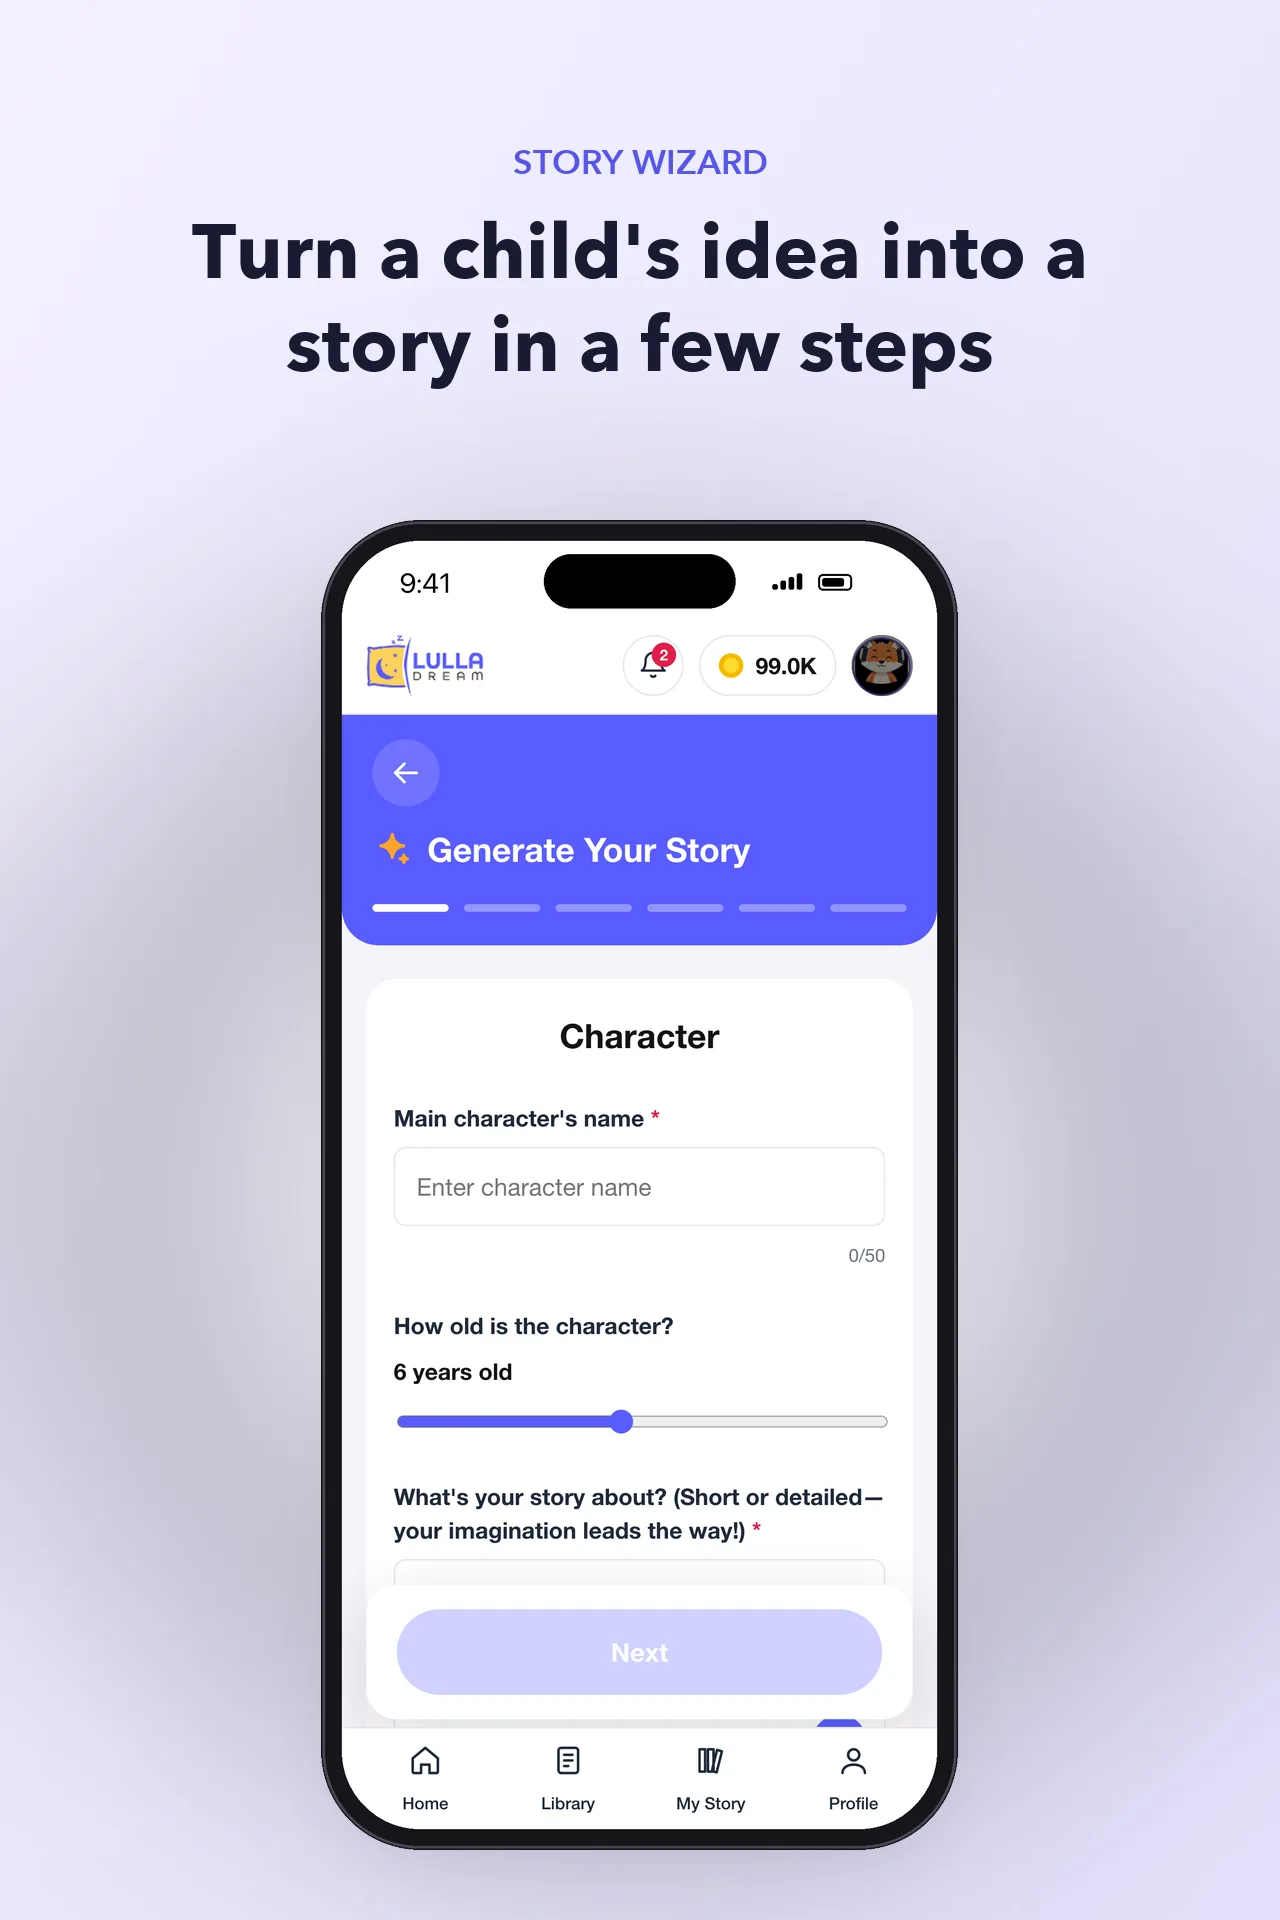 STORY WIZARD
Turn a child's idea into a
story in a few steps
9:41
LULLA
DREAM
2
99.0K
Generate Your Story
Character
Main character's name *
Enter character name
0/50
How old is the character?
6 years old
What's your story about? (Short or detailed—
your imagination leads the way!) *
Next
Home
Library
My Story
Profile